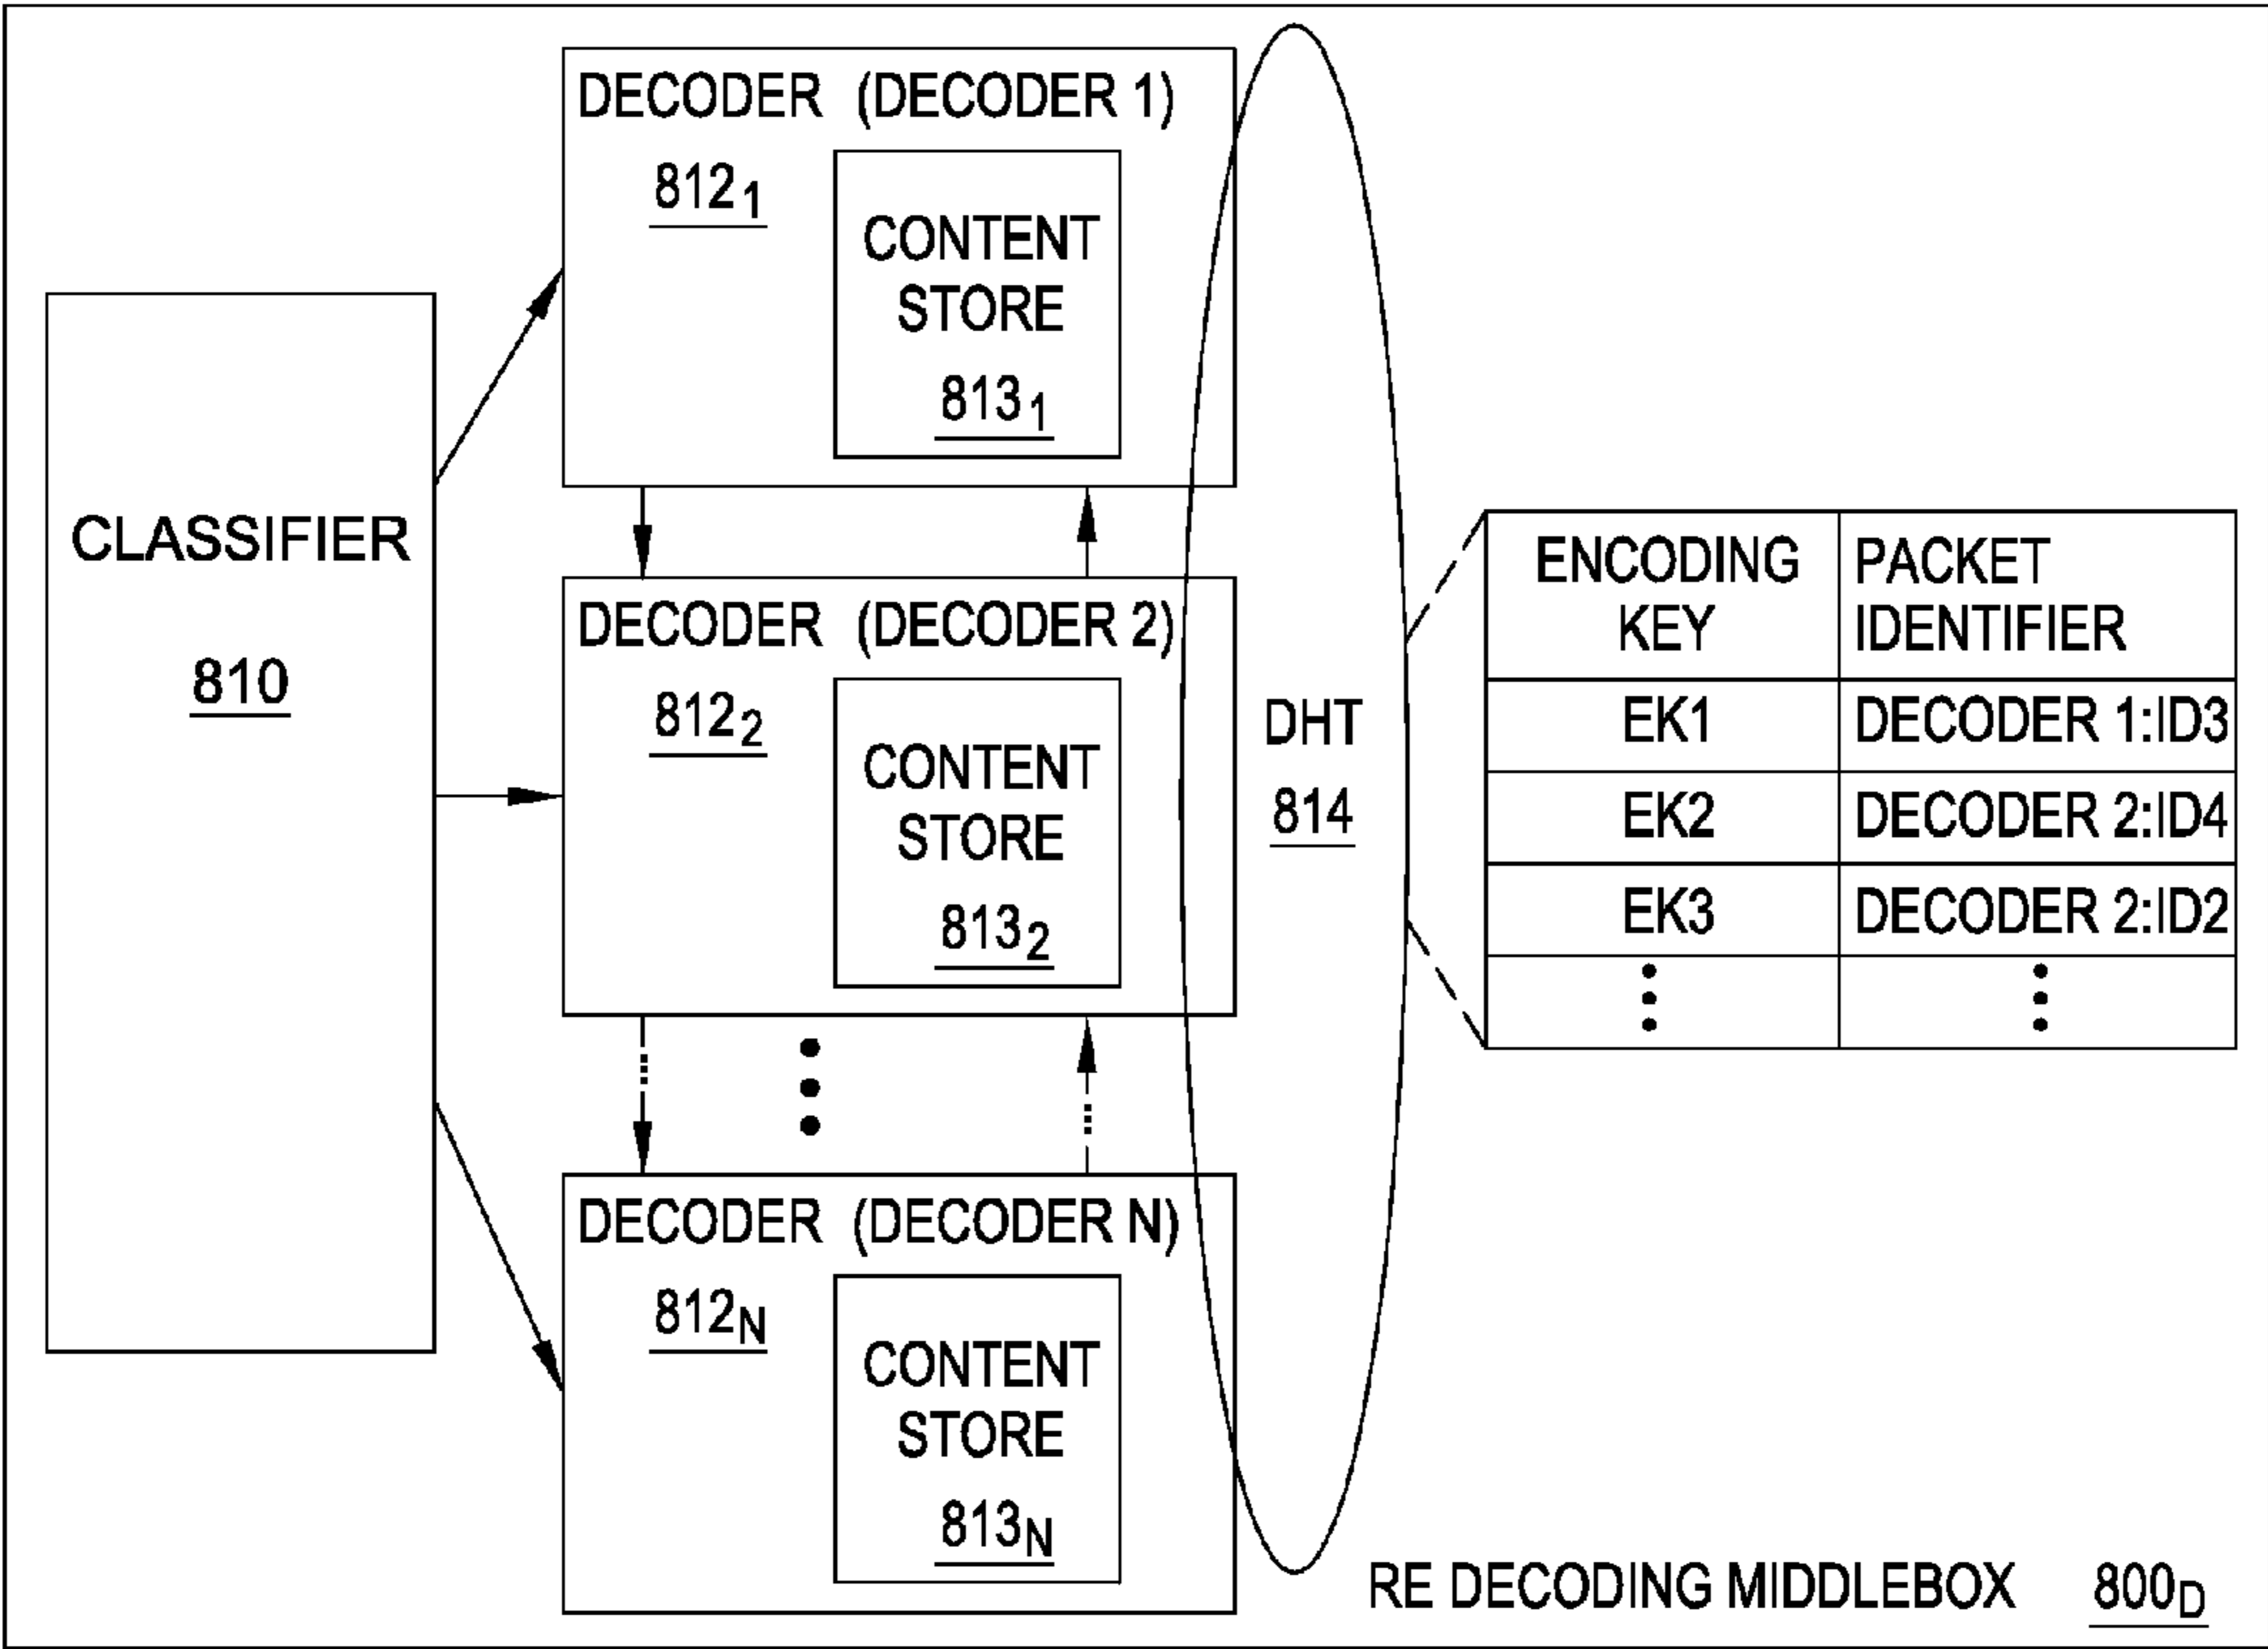 DECODER (DECODER 1)
812₁
CONTENT
STORE
813₁
CLASSIFIER
810
DECODER (DECODER 2)
812₂
CONTENT
STORE
813₂
DECODER (DECODER N)
812N
CONTENT
STORE
813N
DHT
814
ENCODING KEY
PACKET IDENTIFIER
EK1 DECODER 1:ID3
EK2 DECODER 2:ID4
EK3 DECODER 2:ID2
RE DECODING MIDDLEBOX 800D